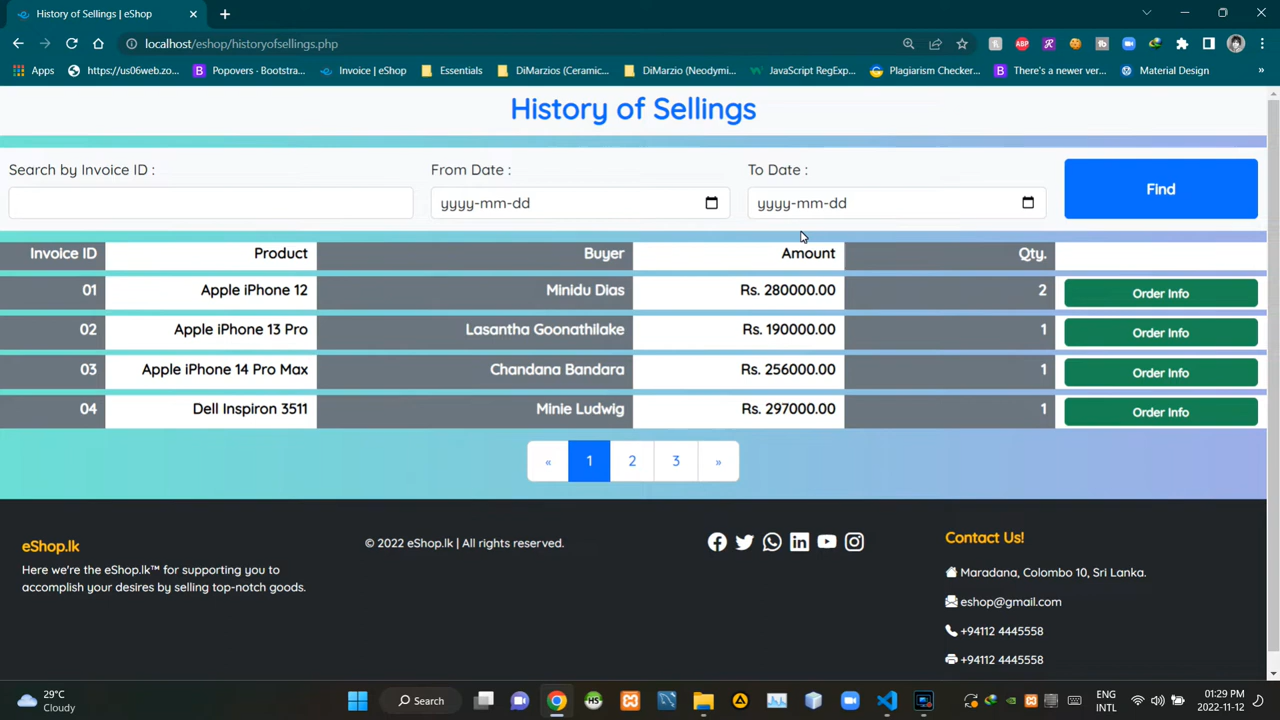 History of Sellings | eShop
localhost/eshop/historyofsellings.php
Apps
https://us06web.zo...
Popovers · Bootstra...
Invoice | eShop
Essentials
DiMarzios (Ceramic...
DiMarzio (Neodymi...
JavaScript RegExp...
Plagiarism Checker...
There's a newer ver...
Material Design
»
History of Sellings
Search by Invoice ID :
From Date :
To Date :
Find
yyyy-mm-dd
yyyy-mm-dd
Invoice ID Product Buyer Amount Qty.
01 Apple iPhone 12 Minidu Dias Rs. 280000.00 2 Order Info
02 Apple iPhone 13 Pro Lasantha Goonathilake Rs. 190000.00 1 Order Info
03 Apple iPhone 14 Pro Max Chandana Bandara Rs. 256000.00 1 Order Info
04 Dell Inspiron 3511 Minie Ludwig Rs. 297000.00 1 Order Info
« 1 2 3 »
eShop.lk
Here we're the eShop.lk™ for supporting you to
accomplish your desires by selling top-notch goods.
© 2022 eShop.lk | All rights reserved.
Contact Us!
Maradana, Colombo 10, Sri Lanka.
eshop@gmail.com
+94112 4445558
+94112 4445558
29°C
Cloudy
Search
ENG
INTL
01:29 PM
2022-11-12